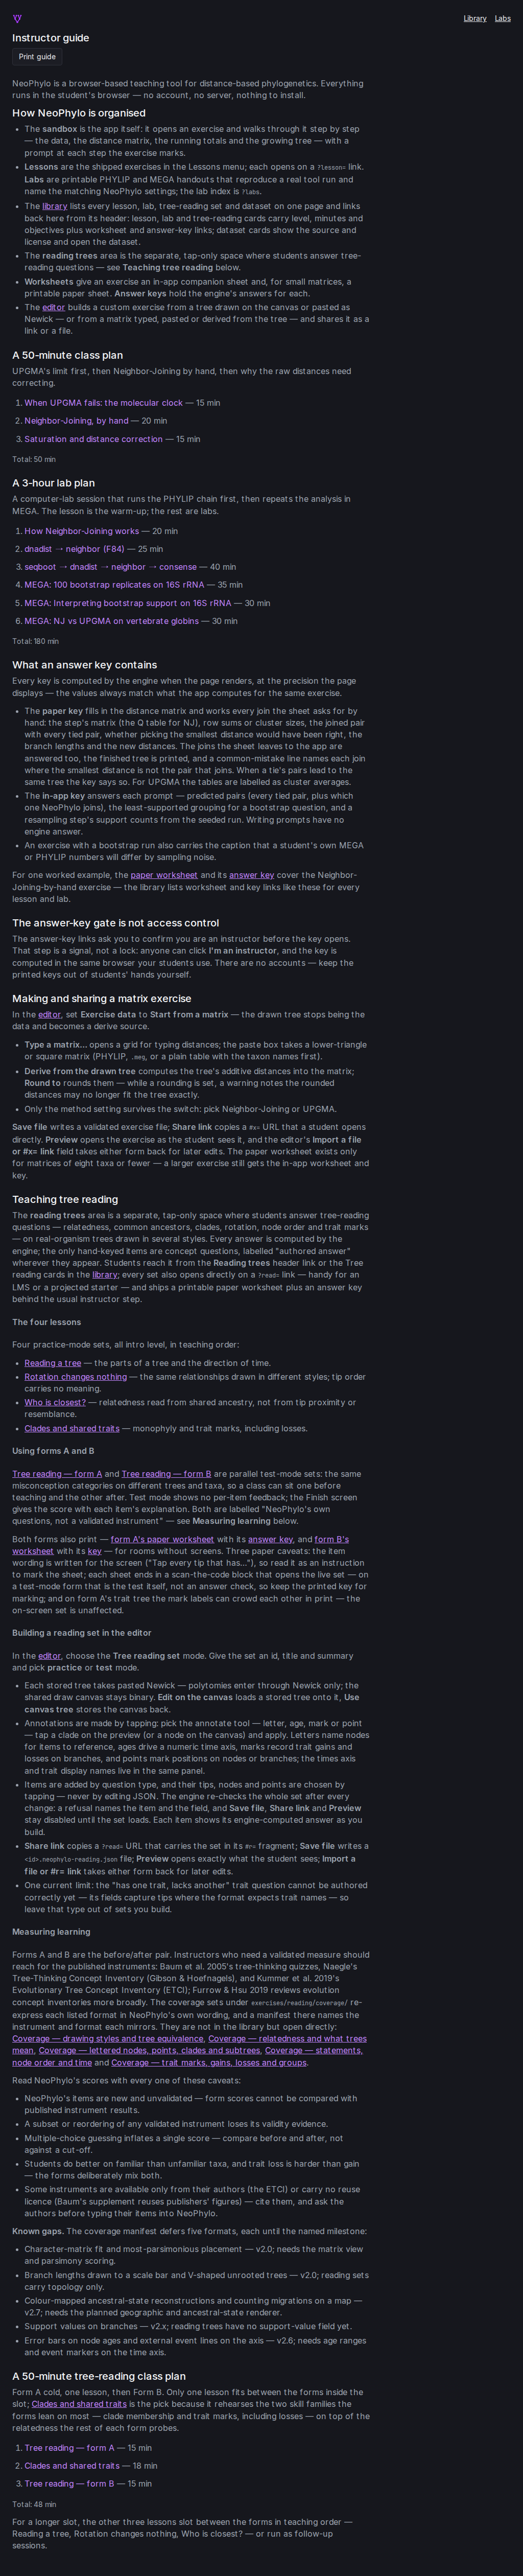 Library Labs
Instructor guide
Print guide
NeoPhylo is a browser-based teaching tool for distance-based phylogenetics. Everything
runs in the student's browser — no account, no server, nothing to install.
How NeoPhylo is organised
• The sandbox is the app itself: it opens an exercise and walks through it step by step
— the data, the distance matrix, the running totals and the growing tree — with a
prompt at each step the exercise marks.
• Lessons are the shipped exercises in the Lessons menu; each opens on a ?lesson= link.
Labs are printable PHYLIP and MEGA handouts that reproduce a real tool run and
name the matching NeoPhylo settings; the lab index is ?labs.
• The library lists every lesson, lab, tree-reading set and dataset on one page and links
back here from its header: lesson, lab and tree-reading cards carry level, minutes and
objectives plus worksheet and answer-key links; dataset cards show the source and
license and open the dataset.
• The reading trees area is the separate, tap-only space where students answer tree-
reading questions — see Teaching tree reading below.
• Worksheets give an exercise an in-app companion sheet and, for small matrices, a
printable paper sheet. Answer keys hold the engine's answers for each.
• The editor builds a custom exercise from a tree drawn on the canvas or pasted as
Newick — or from a matrix typed, pasted or derived from the tree — and shares it as a
link or a file.
A 50-minute class plan
UPGMA's limit first, then Neighbor-Joining by hand, then why the raw distances need
correcting.
1. When UPGMA fails: the molecular clock — 15 min
2. Neighbor-Joining, by hand — 20 min
3. Saturation and distance correction — 15 min
Total: 50 min
A 3-hour lab plan
A computer-lab session that runs the PHYLIP chain first, then repeats the analysis in
MEGA. The lesson is the warm-up; the rest are labs.
1. How Neighbor-Joining works — 20 min
2. dnadist → neighbor (F84) — 25 min
3. seqboot → dnadist → neighbor → consense — 40 min
4. MEGA: 100 bootstrap replicates on 16S rRNA — 35 min
5. MEGA: Interpreting bootstrap support on 16S rRNA — 30 min
6. MEGA: NJ vs UPGMA on vertebrate globins — 30 min
Total: 180 min
What an answer key contains
Every key is computed by the engine when the page renders, at the precision the page
displays — the values always match what the app computes for the same exercise.
• The paper key fills in the distance matrix and works every join the sheet asks for by
hand: the step's matrix (the Q table for NJ), row sums or cluster sizes, the joined pair
with every tied pair, whether picking the smallest distance would have been right, the
branch lengths and the new distances. The joins the sheet leaves to the app are
answered too, the finished tree is printed, and a common-mistake line names each join
where the smallest distance is not the pair that joins. When a tie's pairs lead to the
same tree the key says so. For UPGMA the tables are labelled as cluster averages.
• The in-app key answers each prompt — predicted pairs (every tied pair, plus which
one NeoPhylo joins), the least-supported grouping for a bootstrap question, and a
resampling step's support counts from the seeded run. Writing prompts have no
engine answer.
• An exercise with a bootstrap run also carries the caption that a student's own MEGA
or PHYLIP numbers will differ by sampling noise.
For one worked example, the paper worksheet and its answer key cover the Neighbor-
Joining-by-hand exercise — the library lists worksheet and key links like these for every
lesson and lab.
The answer-key gate is not access control
The answer-key links ask you to confirm you are an instructor before the key opens.
That step is a signal, not a lock: anyone can click I'm an instructor, and the key is
computed in the same browser your students use. There are no accounts — keep the
printed keys out of students' hands yourself.
Making and sharing a matrix exercise
In the editor, set Exercise data to Start from a matrix — the drawn tree stops being the
data and becomes a derive source.
• Type a matrix... opens a grid for typing distances; the paste box takes a lower-triangle
or square matrix (PHYLIP, .meg, or a plain table with the taxon names first).
• Derive from the drawn tree computes the tree's additive distances into the matrix;
Round to rounds them — while a rounding is set, a warning notes the rounded
distances may no longer fit the tree exactly.
• Only the method setting survives the switch: pick Neighbor-Joining or UPGMA.
Save file writes a validated exercise file; Share link copies a #x= URL that a student opens
directly. Preview opens the exercise as the student sees it, and the editor's Import a file
or #x= link field takes either form back for later edits. The paper worksheet exists only
for matrices of eight taxa or fewer — a larger exercise still gets the in-app worksheet and
key.
Teaching tree reading
The reading trees area is a separate, tap-only space where students answer tree-reading
questions — relatedness, common ancestors, clades, rotation, node order and trait marks
— on real-organism trees drawn in several styles. Every answer is computed by the
engine; the only hand-keyed items are concept questions, labelled "authored answer"
wherever they appear. Students reach it from the Reading trees header link or the Tree
reading cards in the library; every set also opens directly on a ?read= link — handy for an
LMS or a projected starter — and ships a printable paper worksheet plus an answer key
behind the usual instructor step.
The four lessons
Four practice-mode sets, all intro level, in teaching order:
• Reading a tree — the parts of a tree and the direction of time.
• Rotation changes nothing — the same relationships drawn in different styles; tip order
carries no meaning.
• Who is closest? — relatedness read from shared ancestry, not from tip proximity or
resemblance.
• Clades and shared traits — monophyly and trait marks, including losses.
Using forms A and B
Tree reading — form A and Tree reading — form B are parallel test-mode sets: the same
misconception categories on different trees and taxa, so a class can sit one before
teaching and the other after. Test mode shows no per-item feedback; the Finish screen
gives the score with each item's explanation. Both are labelled "NeoPhylo's own
questions, not a validated instrument" — see Measuring learning below.
Both forms also print — form A's paper worksheet with its answer key, and form B's
worksheet with its key — for rooms without screens. Three paper caveats: the item
wording is written for the screen ("Tap every tip that has..."), so read it as an instruction
to mark the sheet; each sheet ends in a scan-the-code block that opens the live set — on
a test-mode form that is the test itself, not an answer check, so keep the printed key for
marking; and on form A's trait tree the mark labels can crowd each other in print — the
on-screen set is unaffected.
Building a reading set in the editor
In the editor, choose the Tree reading set mode. Give the set an id, title and summary
and pick practice or test mode.
• Each stored tree takes pasted Newick — polytomies enter through Newick only; the
shared draw canvas stays binary. Edit on the canvas loads a stored tree onto it, Use
canvas tree stores the canvas back.
• Annotations are made by tapping: pick the annotate tool — letter, age, mark or point
— tap a clade on the preview (or a node on the canvas) and apply. Letters name nodes
for items to reference, ages drive a numeric time axis, marks record trait gains and
losses on branches, and points mark positions on nodes or branches; the times axis
and trait display names live in the same panel.
• Items are added by question type, and their tips, nodes and points are chosen by
tapping — never by editing JSON. The engine re-checks the whole set after every
change: a refusal names the item and the field, and Save file, Share link and Preview
stay disabled until the set loads. Each item shows its engine-computed answer as you
build.
• Share link copies a ?read= URL that carries the set in its #r= fragment; Save file writes a
<id>.neophylo-reading.json file; Preview opens exactly what the student sees; Import a
file or #r= link takes either form back for later edits.
• One current limit: the "has one trait, lacks another" trait question cannot be authored
correctly yet — its fields capture tips where the format expects trait names — so
leave that type out of sets you build.
Measuring learning
Forms A and B are the before/after pair. Instructors who need a validated measure should
reach for the published instruments: Baum et al. 2005's tree-thinking quizzes, Naegle's
Tree-Thinking Concept Inventory (Gibson & Hoefnagels), and Kummer et al. 2019's
Evolutionary Tree Concept Inventory (ETCI); Furrow & Hsu 2019 reviews evolution
concept inventories more broadly. The coverage sets under exercises/reading/coverage/ re-
express each listed format in NeoPhylo's own wording, and a manifest there names the
instrument and format each mirrors. They are not in the library but open directly:
Coverage — drawing styles and tree equivalence, Coverage — relatedness and what trees
mean, Coverage — lettered nodes, points, clades and subtrees, Coverage — statements,
node order and time and Coverage — trait marks, gains, losses and groups.
Read NeoPhylo's scores with every one of these caveats:
• NeoPhylo's items are new and unvalidated — form scores cannot be compared with
published instrument results.
• A subset or reordering of any validated instrument loses its validity evidence.
• Multiple-choice guessing inflates a single score — compare before and after, not
against a cut-off.
• Students do better on familiar than unfamiliar taxa, and trait loss is harder than gain
— the forms deliberately mix both.
• Some instruments are available only from their authors (the ETCI) or carry no reuse
licence (Baum's supplement reuses publishers' figures) — cite them, and ask the
authors before typing their items into NeoPhylo.
Known gaps. The coverage manifest defers five formats, each until the named milestone:
• Character-matrix fit and most-parsimonious placement — v2.0; needs the matrix view
and parsimony scoring.
• Branch lengths drawn to a scale bar and V-shaped unrooted trees — v2.0; reading sets
carry topology only.
• Colour-mapped ancestral-state reconstructions and counting migrations on a map —
v2.7; needs the planned geographic and ancestral-state renderer.
• Support values on branches — v2.x; reading trees have no support-value field yet.
• Error bars on node ages and external event lines on the axis — v2.6; needs age ranges
and event markers on the time axis.
A 50-minute tree-reading class plan
Form A cold, one lesson, then Form B. Only one lesson fits between the forms inside the
slot; Clades and shared traits is the pick because it rehearses the two skill families the
forms lean on most — clade membership and trait marks, including losses — on top of the
relatedness the rest of each form probes.
1. Tree reading — form A — 15 min
2. Clades and shared traits — 18 min
3. Tree reading — form B — 15 min
Total: 48 min
For a longer slot, the other three lessons slot between the forms in teaching order —
Reading a tree, Rotation changes nothing, Who is closest? — or run as follow-up
sessions.